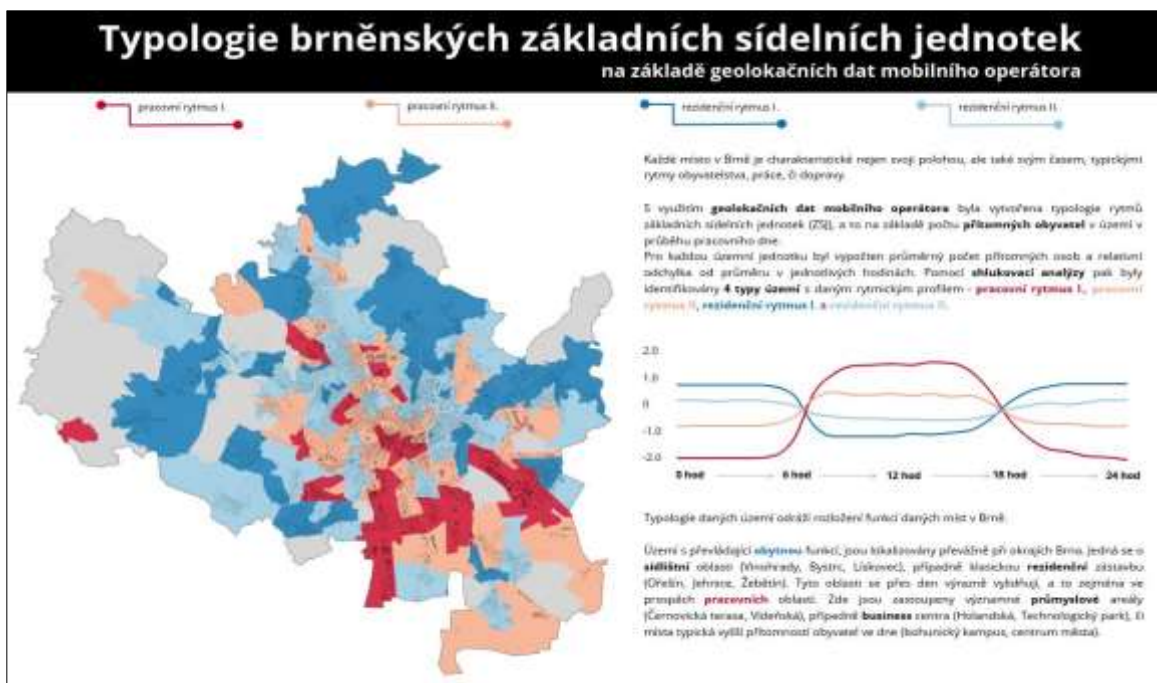 Typologie brněnských základních sídelních jednotek
na základě geolokačních dat mobilního operátora
pracovní rytmus I.
pracovní rytmus II.
rezidenční rytmus I.
rezidenční rytmus II.
Každé místo v Brně je charakteristické nejen svojí polohou, ale také svým časem, typickými
rytmy obyvatelstva, práce, či dopravy.
S využitím geolokačních dat mobilního operátora byla vytvořena typologie rytmů
základních sídelních jednotek (ZSJ), a to na základě počtu přítomných obyvatel v území v
průběhu pracovního dne.
Pro každou územní jednotku byl vypočten průměrný počet přítomných osob a relativní
odchylka od průměru v jednotlivých hodinách. Pomocí shlukovací analýzy pak byly
identifikovány 4 typy území s daným rytmickým profilem - pracovní rytmus I., pracovní
rytmus II, rezidenční rytmus I. a rezidenční rytmus II.
2.0
1.0
0
-1.0
-2.0
0 hod
6 hod
12 hod
18 hod
24 hod
Typologie daných území odráží rozložení funkcí daných míst v Brně.
Území s převládající obytnou funkcí, jsou lokalizovány převážně při okrajích Brna. Jedná se o
sídlištní oblasti (Vinohrady, Bystrc, Lískovec), případně klasickou rezidenční zástavbu
(Ořešín, Jehnice, Žebětín). Tyto oblasti se přes den výrazně vylidňují, a to zejména ve
prospěch pracovních oblastí. Zde jsou zastoupeny významné průmyslové areály
(Černovická terasa, Vídeňská), případně business centra (Holandská, Technologický park), či
místa typická vyšší přítomností obyvatel ve dne (bohunický kampus, centrum města).